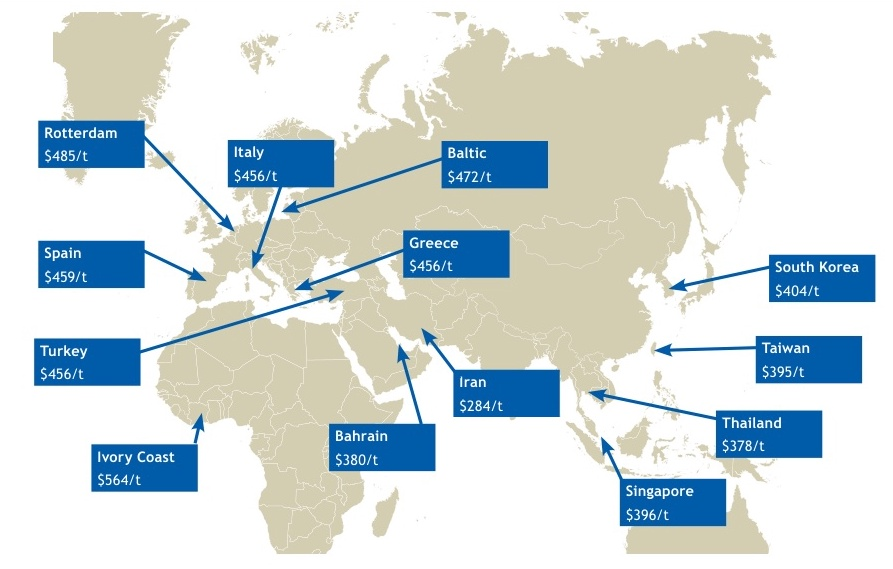 Rotterdam
$485/t
Italy
$456/t
Baltic
$472/t
Spain
$459/t
Greece
$456/t
South Korea
$404/t
Turkey
$456/t
Taiwan
$395/t
Iran
$284/t
Thailand
$378/t
Bahrain
$380/t
Ivory Coast
$564/t
Singapore
$396/t